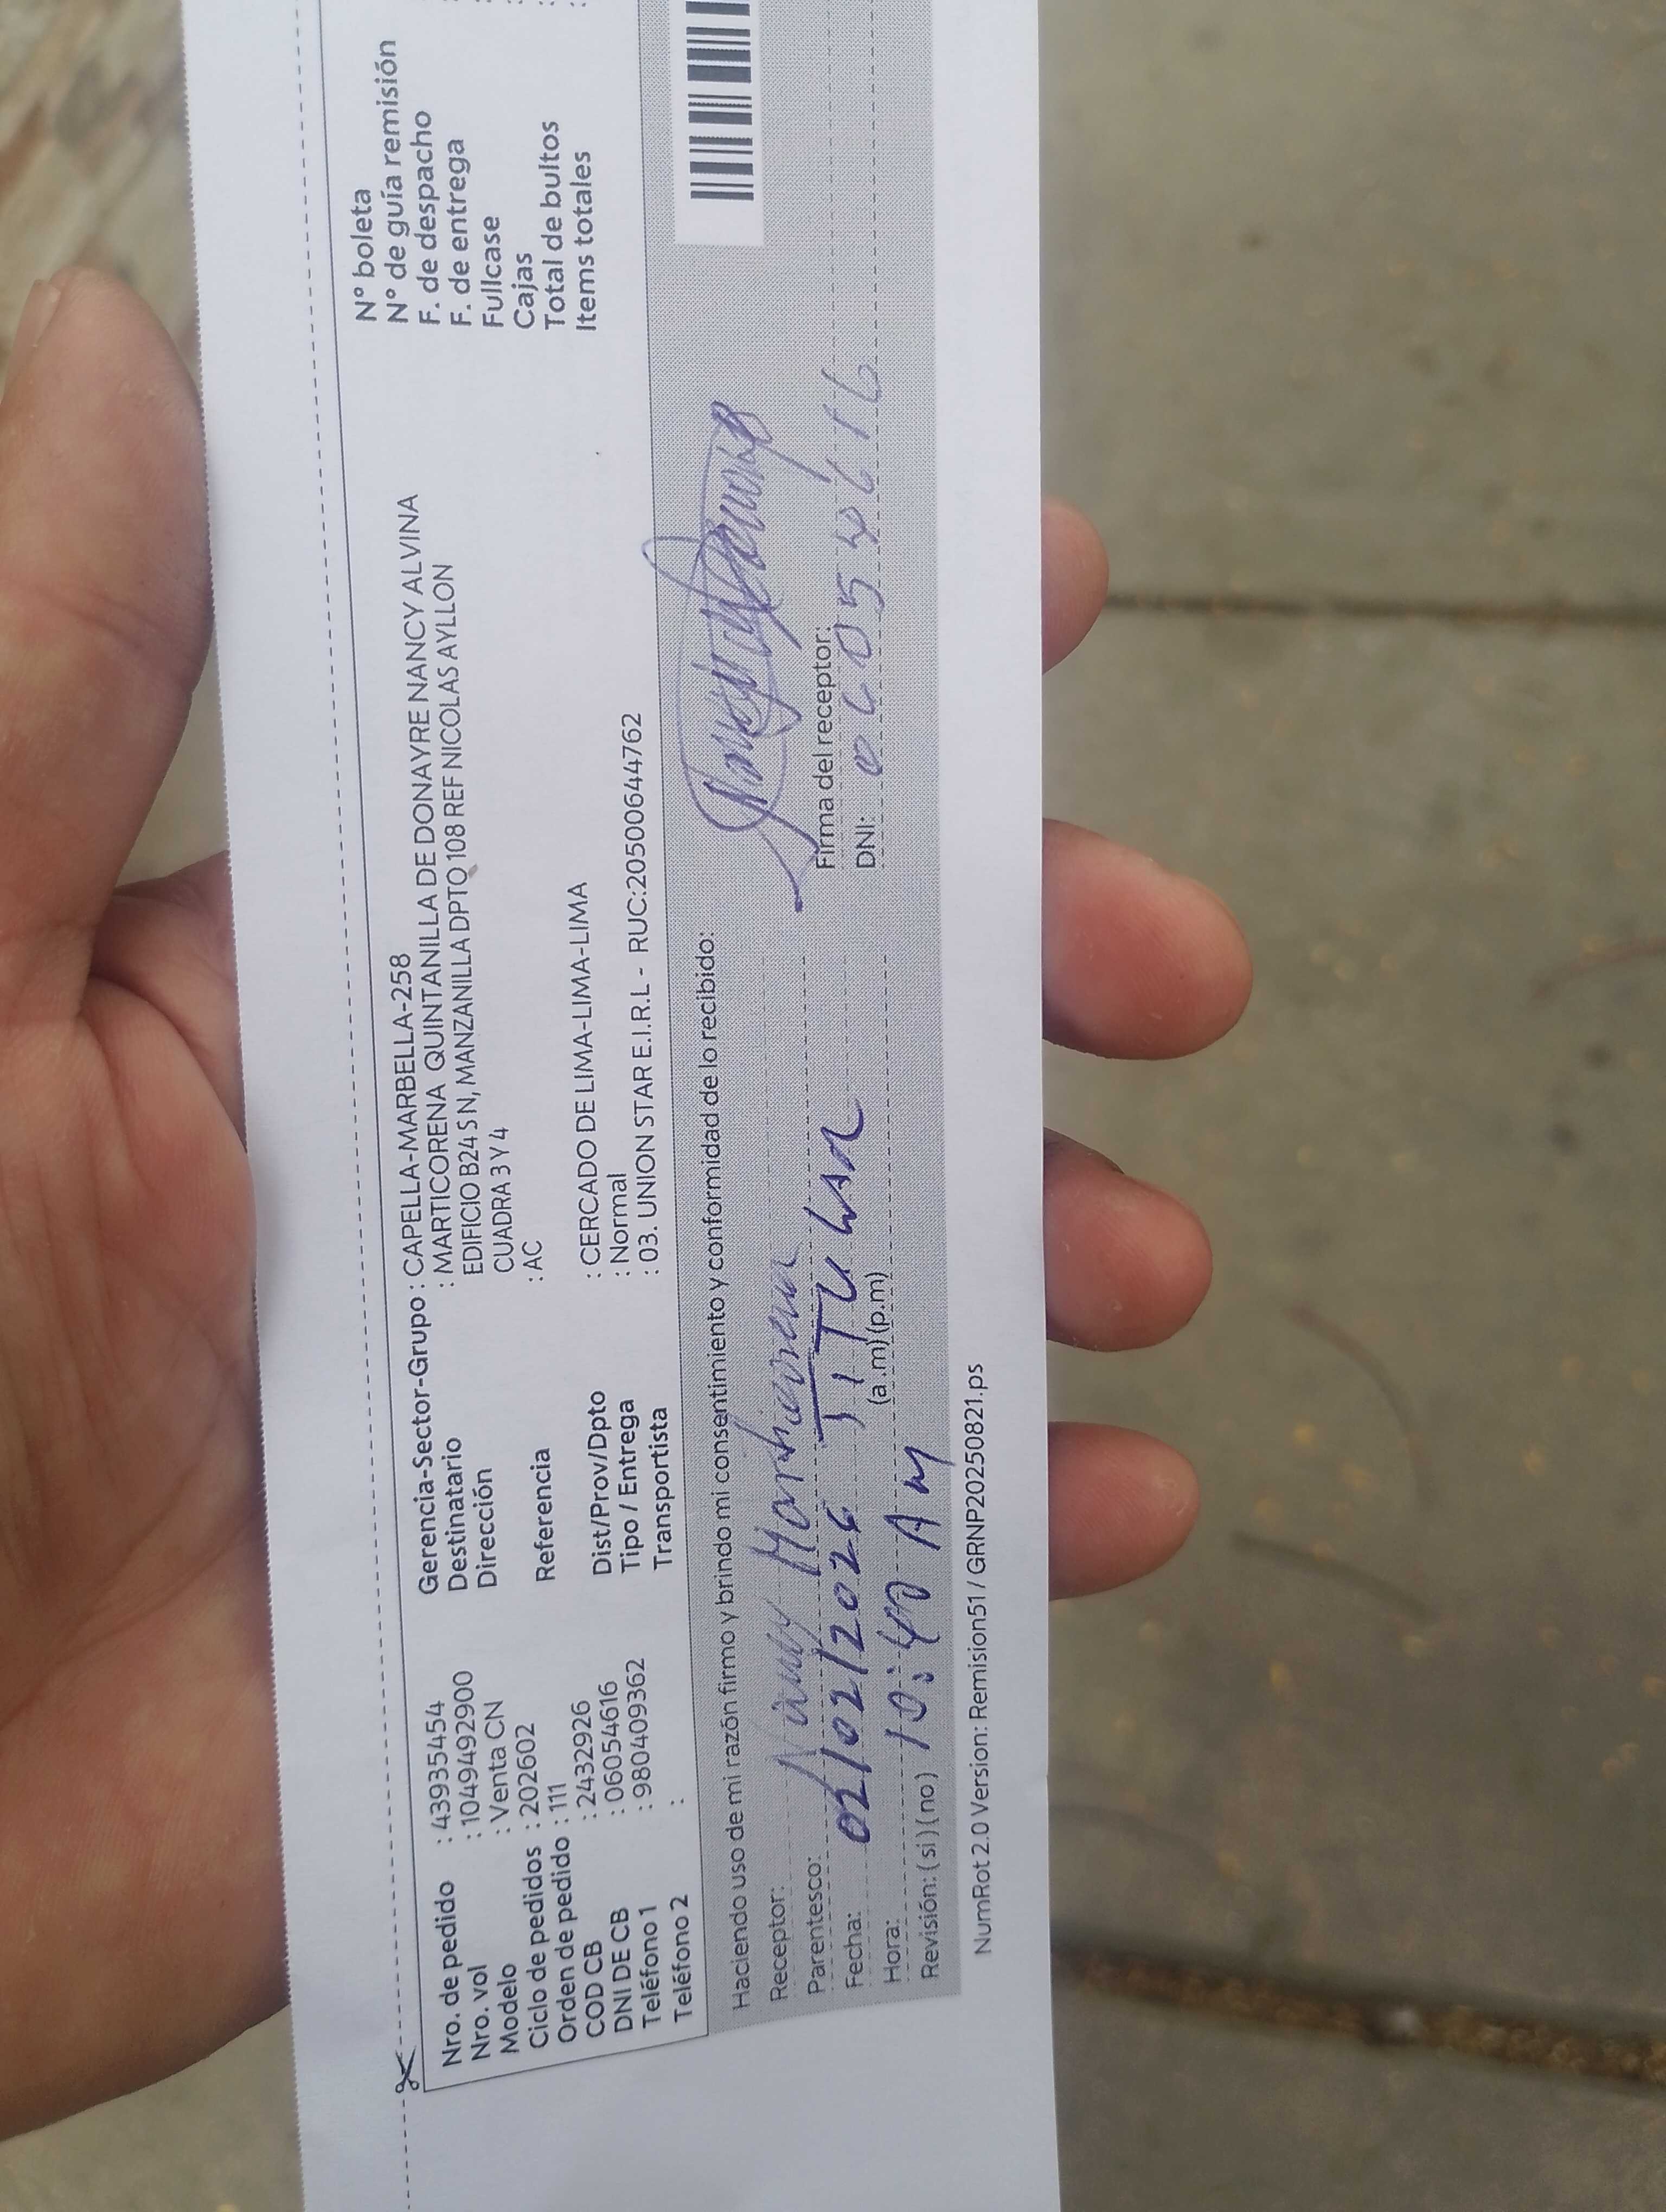 Nro. de pedido : 43935454
Nro. vol : 1049492900
Modelo : Venta CN
Ciclo de pedidos : 202602
Orden de pedido : 111
COD CB : 2432926
DNI DE CB : 06054616
Teléfono 1 : 980409362
Teléfono 2 :
Gerencia-Sector-Grupo : CAPELLA-MARBELLA-258
Destinatario : MARTICORENA QUINTANILLA DE DONAYRE NANCY ALVINA
Dirección EDIFICIO B24 S N, MANZANILLA DPTO 108 REF NICOLAS AYLLON
CUADRA 3 Y 4
Referencia : AC
Dist/Prov/Dpto : CERCADO DE LIMA-LIMA-LIMA
Tipo / Entrega : Normal
Transportista : 03. UNION STAR E.I.R.L - RUC:20500644762
N° boleta :
N° de guía remisión :
F. de despacho :
F. de entrega :
Fullcase :
Cajas :
Total de bultos :
Items totales :
Haciendo uso de mi razón firmo y brindo mi consentimiento y conformidad de lo recibido:
Receptor: Nancy Marticorena
Parentesco: TITULAR
Fecha: 02/02/2026
Hora: 10:40 AM (a.m)(p.m)
Revisión: (si)(no)
Firma del receptor:
DNI: 06054616
NumRot 2.0 Version: Remision51 / GRNP20250821.ps